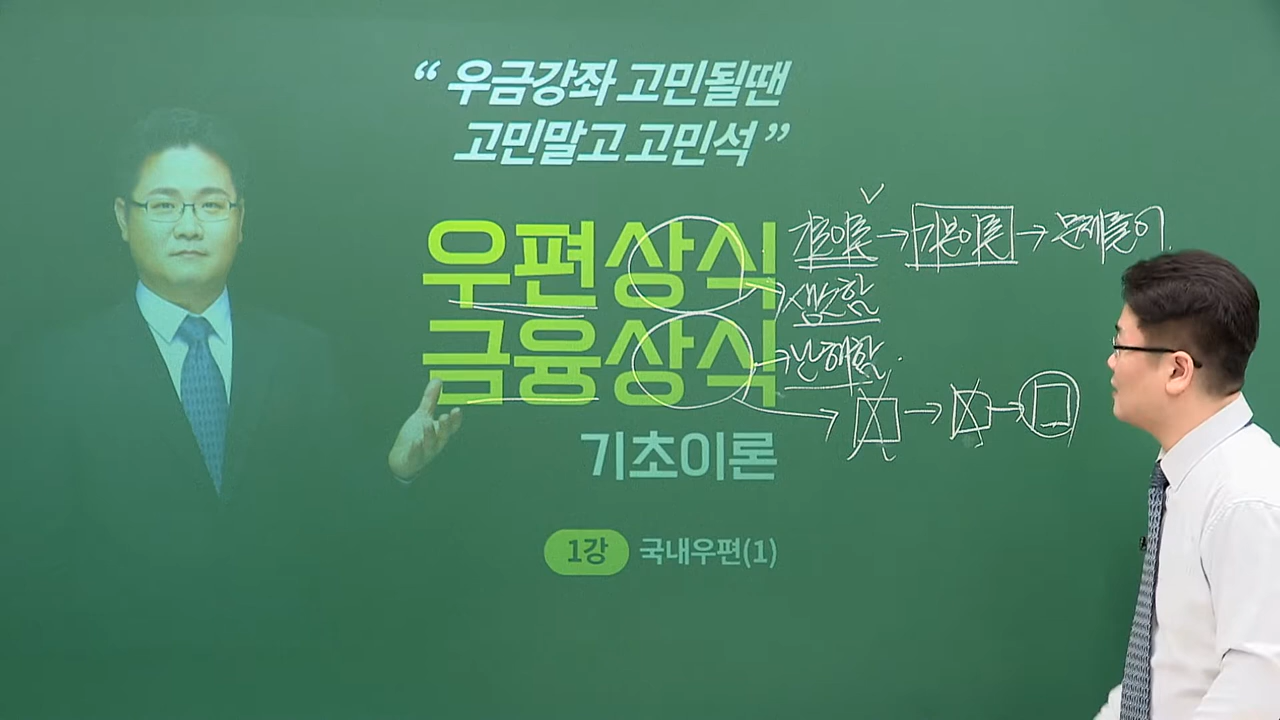 “ 우금강좌 고민될땐
고민말고 고민석 ”
우편상식
금융상식
기초이론
1강 국내우편(1)
기초이론 → 기본이론 → 문제풀이
생소함
난해함.